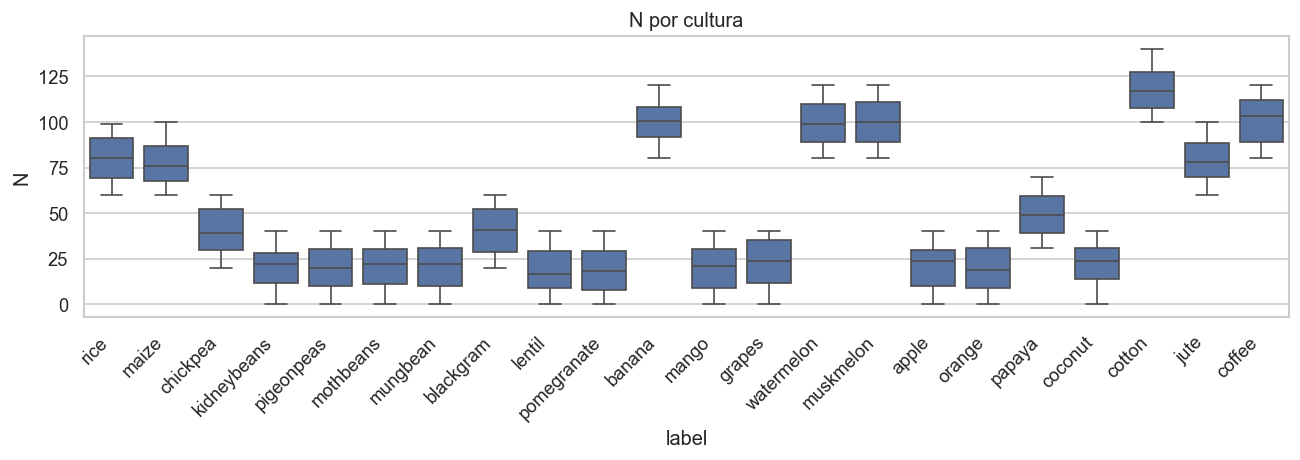 N por cultura
N
125
100
75
50
25
0
rice
maize
chickpea
kidneybeans
pigeonpeas
mothbeans
mungbean
blackgram
lentil
pomegranate
banana
mango
grapes
watermelon
muskmelon
apple
orange
papaya
coconut
cotton
jute
coffee
label